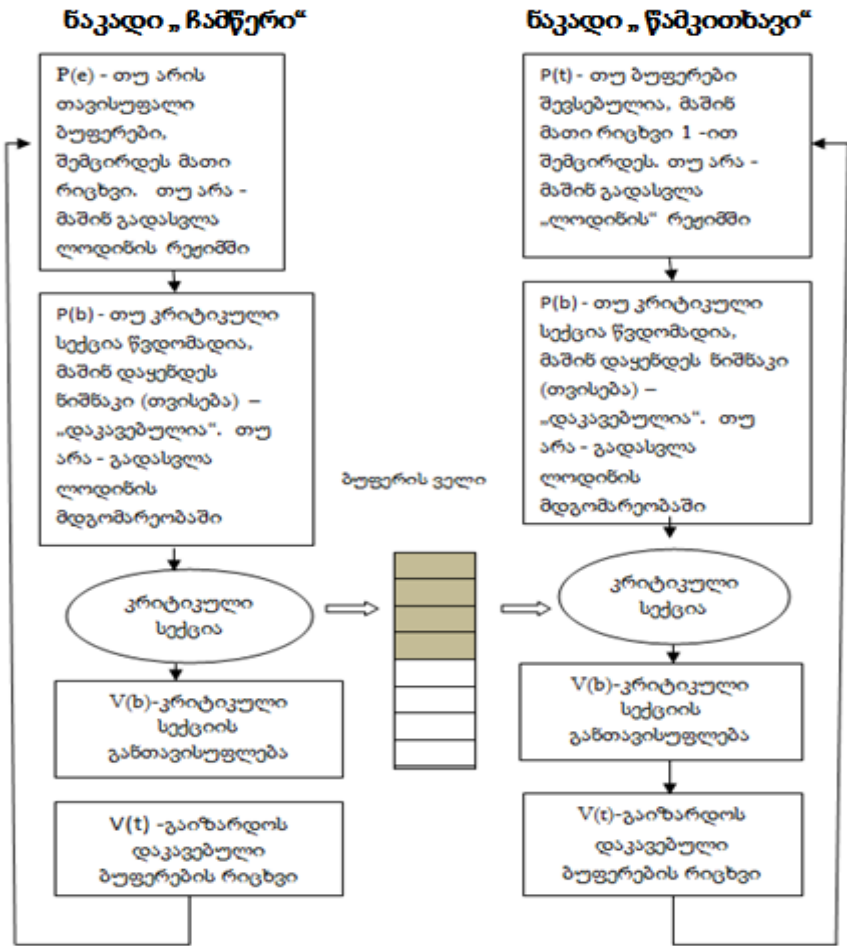 ნაკადი „ ჩამწერი“
P(e) - თუ არის
თავისუფალი
ბუფერები,
შემცირდეს მათი
რიცხვი. თუ არა -
მაშინ გადასვლა
ლოდინის რეჟიმში
P(b) - თუ კრიტიკული
სექცია წვდომადია,
მაშინ დაყენდეს
ნიშნაკი (თვისება) –
„დაკავებულია“. თუ
არა - გადასვლა
ლოდინის
მდგომარეობაში
კრიტიკული
სექცია
V(b)-კრიტიკული
სექციის
განთავისუფლება
V(t) -გაიზარდოს
დაკავებული
ბუფერების რიცხვი
ბუფერის ველი
ნაკადი „ წამკითხავი“
P(t) - თუ ბუფერები
შევსებულია, მაშინ
მათი რიცხვი 1 -ით
შემცირდეს. თუ არა -
მაშინ გადასვლა
„ლოდინის“ რეჟიმში
P(b) - თუ კრიტიკული
სექცია წვდომადია,
მაშინ დაყენდეს ნიშნაკი
(თვისება) –
„დაკავებულია“. თუ
არა - გადასვლა
ლოდინის
მდგომარეობაში
კრიტიკული
სექცია
V(b)-კრიტიკული
სექციის
განთავისუფლება
V(t)-გაიზარდოს
დაკავებული
ბუფერების რიცხვი